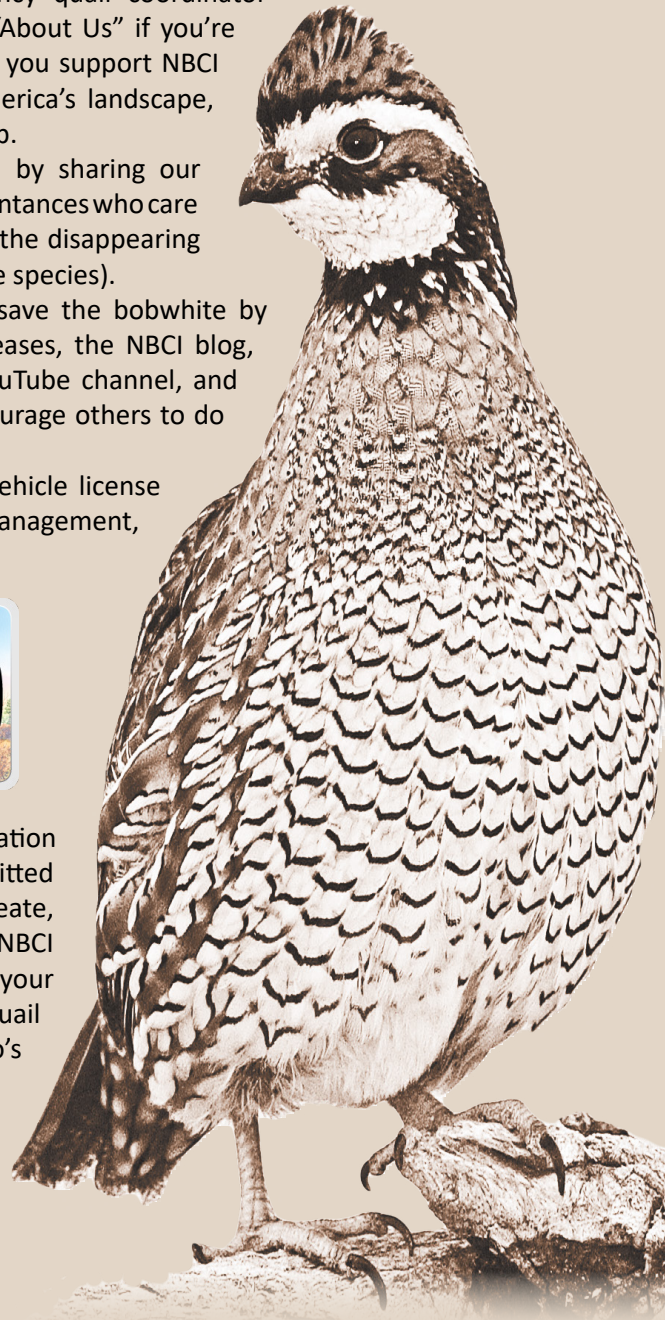 quail coordinator
“About Us” if you’re
you support NBCI
erica’s landscape,
by sharing our
ntances who care
the disappearing
e species).
save the bobwhite by
eases, the NBCI blog,
uTube channel, and
urage others to do
ehicle license
anagement,
ation
itted
eate,
NBCI
your
uail
o’s